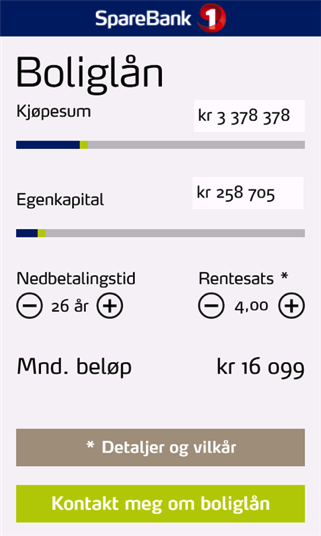 SpareBank 1
Boliglån
Kjøpesum kr 3 378 378
Egenkapital kr 258 705
Nedbetalingstid Rentesats *
26 år 4,00
Mnd. beløp kr 16 099
* Detaljer og vilkår
Kontakt meg om boliglån